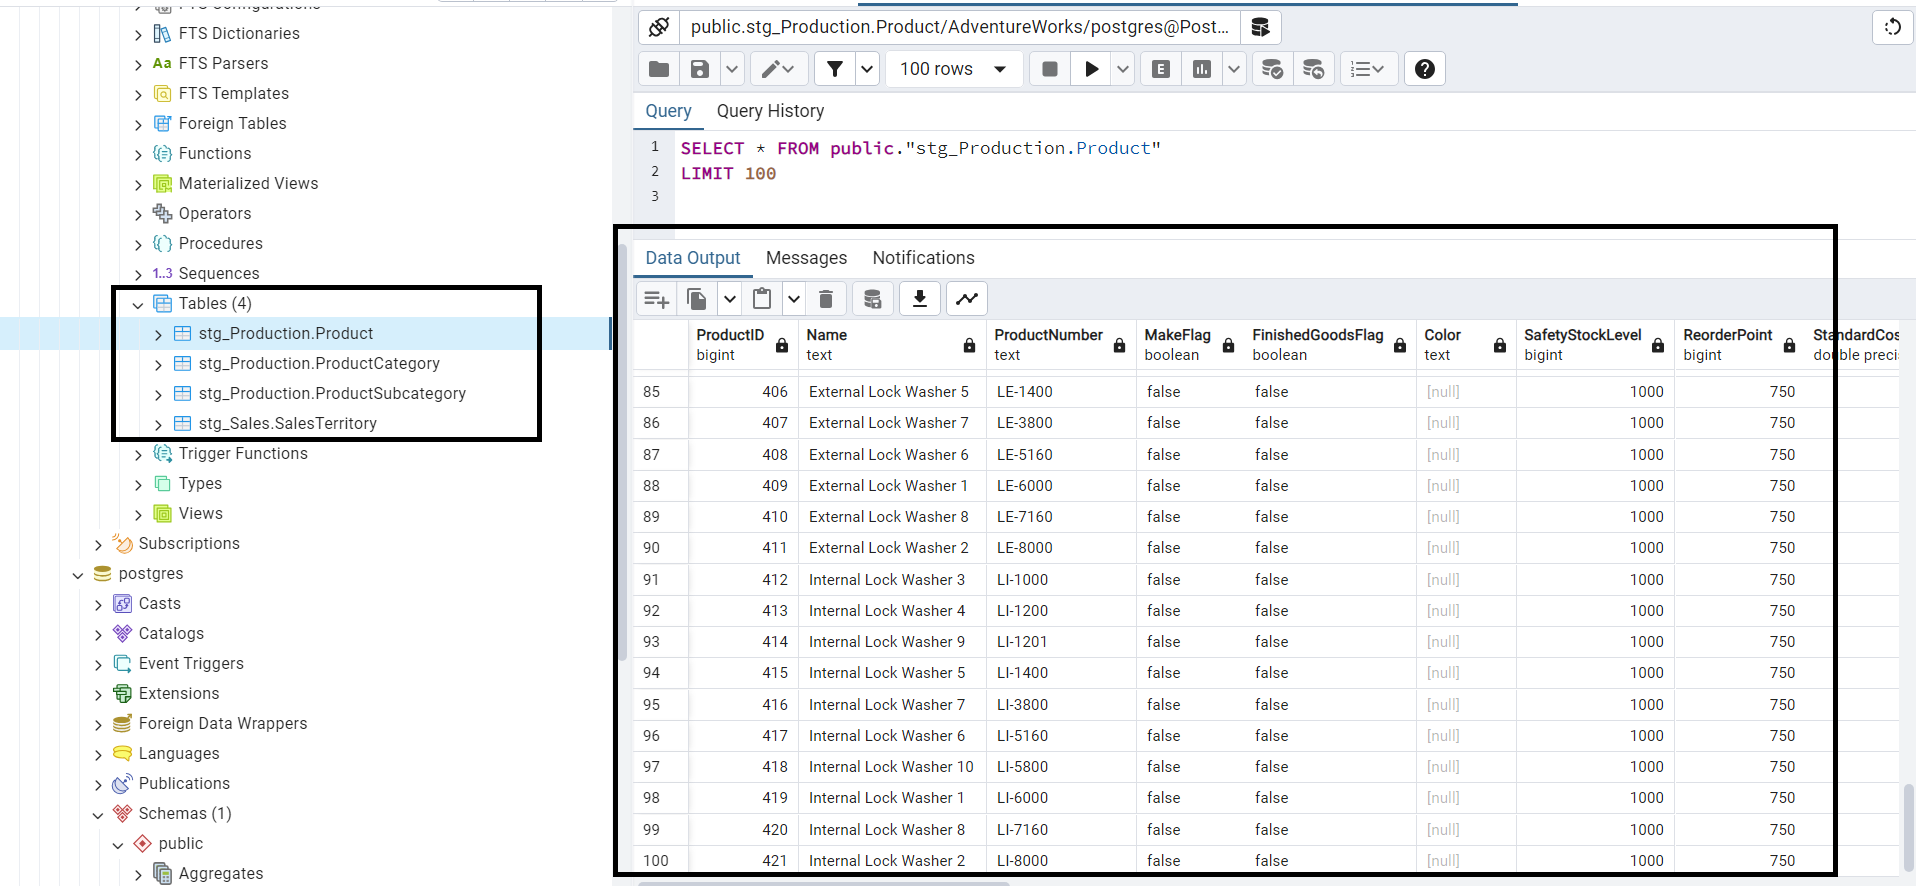 FTS Configurations
FTS Dictionaries
Aa FTS Parsers
FTS Templates
Foreign Tables
Functions
Materialized Views
Operators
Procedures
1..3 Sequences
Tables (4)
stg_Production.Product
stg_Production.ProductCategory
stg_Production.ProductSubcategory
stg_Sales.SalesTerritory
Trigger Functions
Types
Views
Subscriptions
postgres
Casts
Catalogs
Event Triggers
Extensions
Foreign Data Wrappers
Languages
Publications
Schemas (1)
public
Aggregates
public.stg_Production.Product/AdventureWorks/postgres@Post...
100 rows
E
Query Query History
1 SELECT * FROM public."stg_Production.Product"
2 LIMIT 100
3
Data Output Messages Notifications
ProductID Name ProductNumber MakeFlag FinishedGoodsFlag Color SafetyStockLevel ReorderPoint StandardCos
bigint text text boolean boolean text bigint bigint double preci
85 406 External Lock Washer 5 LE-1400 false false [null] 1000 750
86 407 External Lock Washer 7 LE-3800 false false [null] 1000 750
87 408 External Lock Washer 6 LE-5160 false false [null] 1000 750
88 409 External Lock Washer 1 LE-6000 false false [null] 1000 750
89 410 External Lock Washer 8 LE-7160 false false [null] 1000 750
90 411 External Lock Washer 2 LE-8000 false false [null] 1000 750
91 412 Internal Lock Washer 3 LI-1000 false false [null] 1000 750
92 413 Internal Lock Washer 4 LI-1200 false false [null] 1000 750
93 414 Internal Lock Washer 9 LI-1201 false false [null] 1000 750
94 415 Internal Lock Washer 5 LI-1400 false false [null] 1000 750
95 416 Internal Lock Washer 7 LI-3800 false false [null] 1000 750
96 417 Internal Lock Washer 6 LI-5160 false false [null] 1000 750
97 418 Internal Lock Washer 10 LI-5800 false false [null] 1000 750
98 419 Internal Lock Washer 1 LI-6000 false false [null] 1000 750
99 420 Internal Lock Washer 8 LI-7160 false false [null] 1000 750
100 421 Internal Lock Washer 2 LI-8000 false false [null] 1000 750